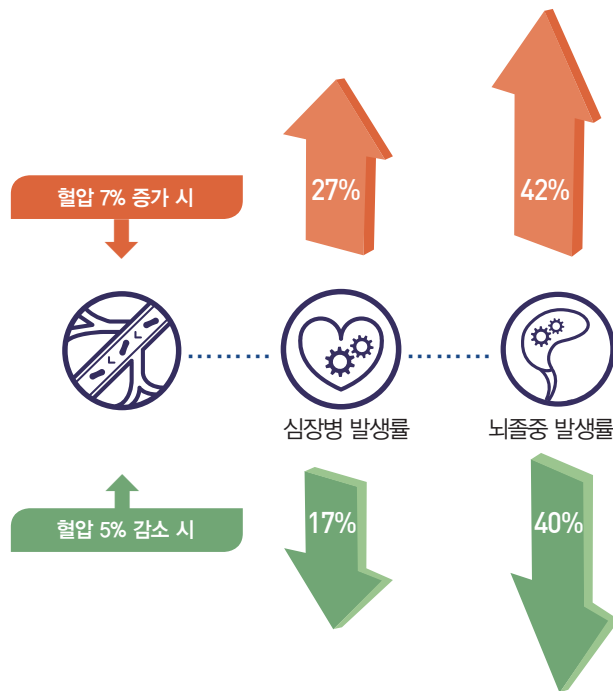 혈압 7% 증가 시
27%
42%
심장병 발생률
뇌졸중 발생률
혈압 5% 감소 시
17%
40%